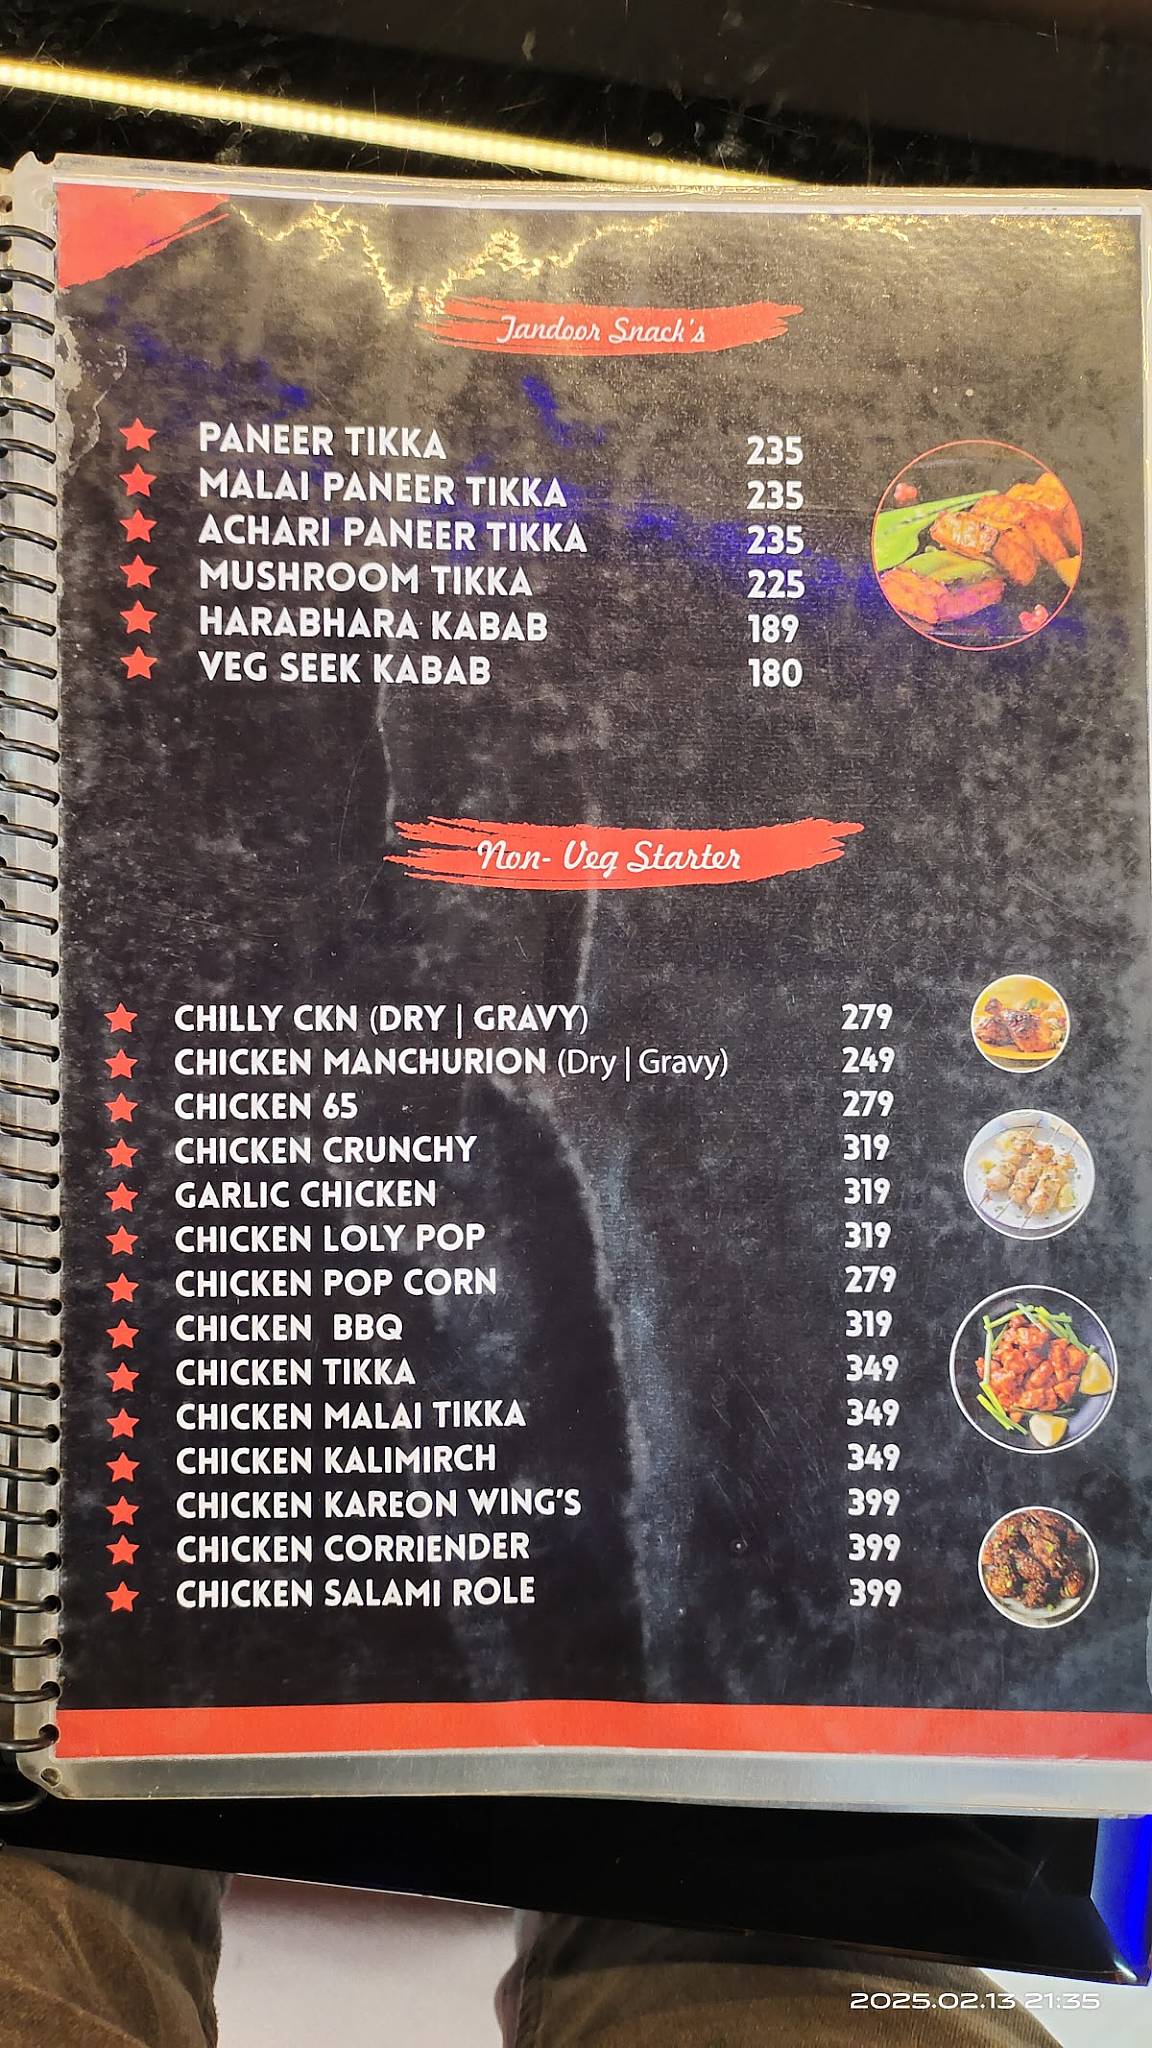 Tandoor Snack's
PANEER TIKKA 235
MALAI PANEER TIKKA 235
ACHARI PANEER TIKKA 235
MUSHROOM TIKKA 225
HARABHARA KABAB 189
VEG SEEK KABAB 180
Non- Veg Starter
CHILLY CKN (DRY | GRAVY) 279
CHICKEN MANCHURION (Dry | Gravy) 249
CHICKEN 65 279
CHICKEN CRUNCHY 319
GARLIC CHICKEN 319
CHICKEN LOLY POP 319
CHICKEN POP CORN 279
CHICKEN BBQ 319
CHICKEN TIKKA 349
CHICKEN MALAI TIKKA 349
CHICKEN KALIMIRCH 349
CHICKEN KAREON WING'S 399
CHICKEN CORRIENDER 399
CHICKEN SALAMI ROLE 399
2025.02.13 21:35